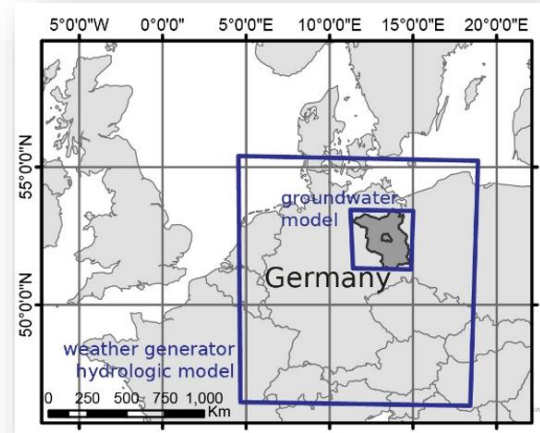 5°0'0"W 0°0'0" 5°0'0"E 10°0'0"E 15°0'0"E 20°0'0"E
55°0'0"N
groundwater
model
Germany
50°0'0"N
weather generator
hydrologic model
0 250 500 750 1,000
Km